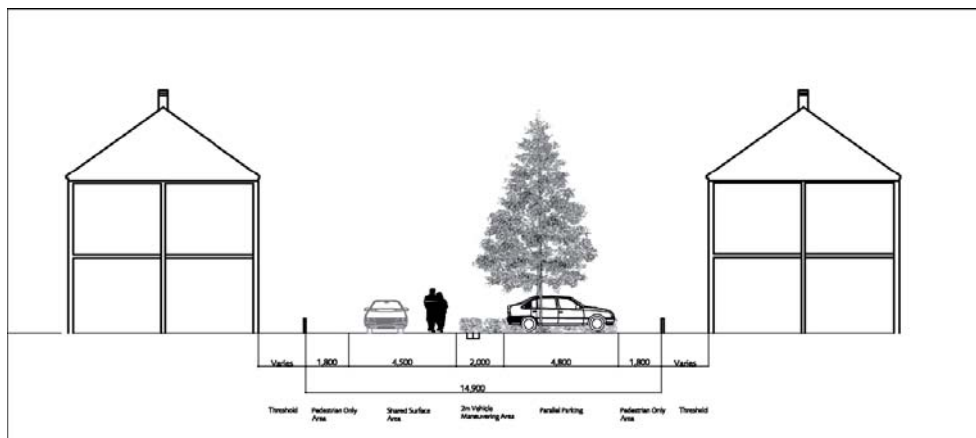 Varies 1,800 4,500 2,000 4,800 1,800 Varies
14,900
Threshold Pedestrian Only Area Shared Surface Area 2m Vehicle Maneuvering Area Parallel Parking Pedestrian Only Area Threshold